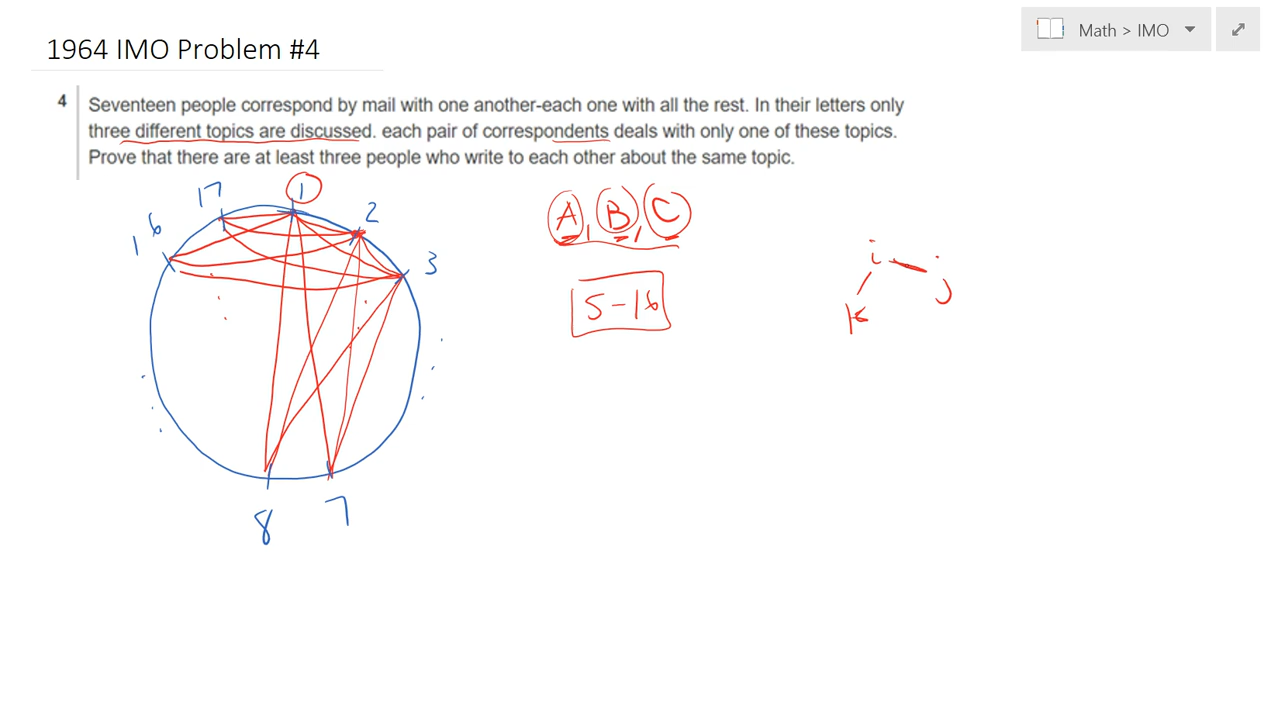 Math > IMO
1964 IMO Problem #4
4
Seventeen people correspond by mail with one another-each one with all the rest. In their letters only
three different topics are discussed. each pair of correspondents deals with only one of these topics.
Prove that there are at least three people who write to each other about the same topic.
17
1
2
16
3
8
7
A, B, C
5-16
i
j
k